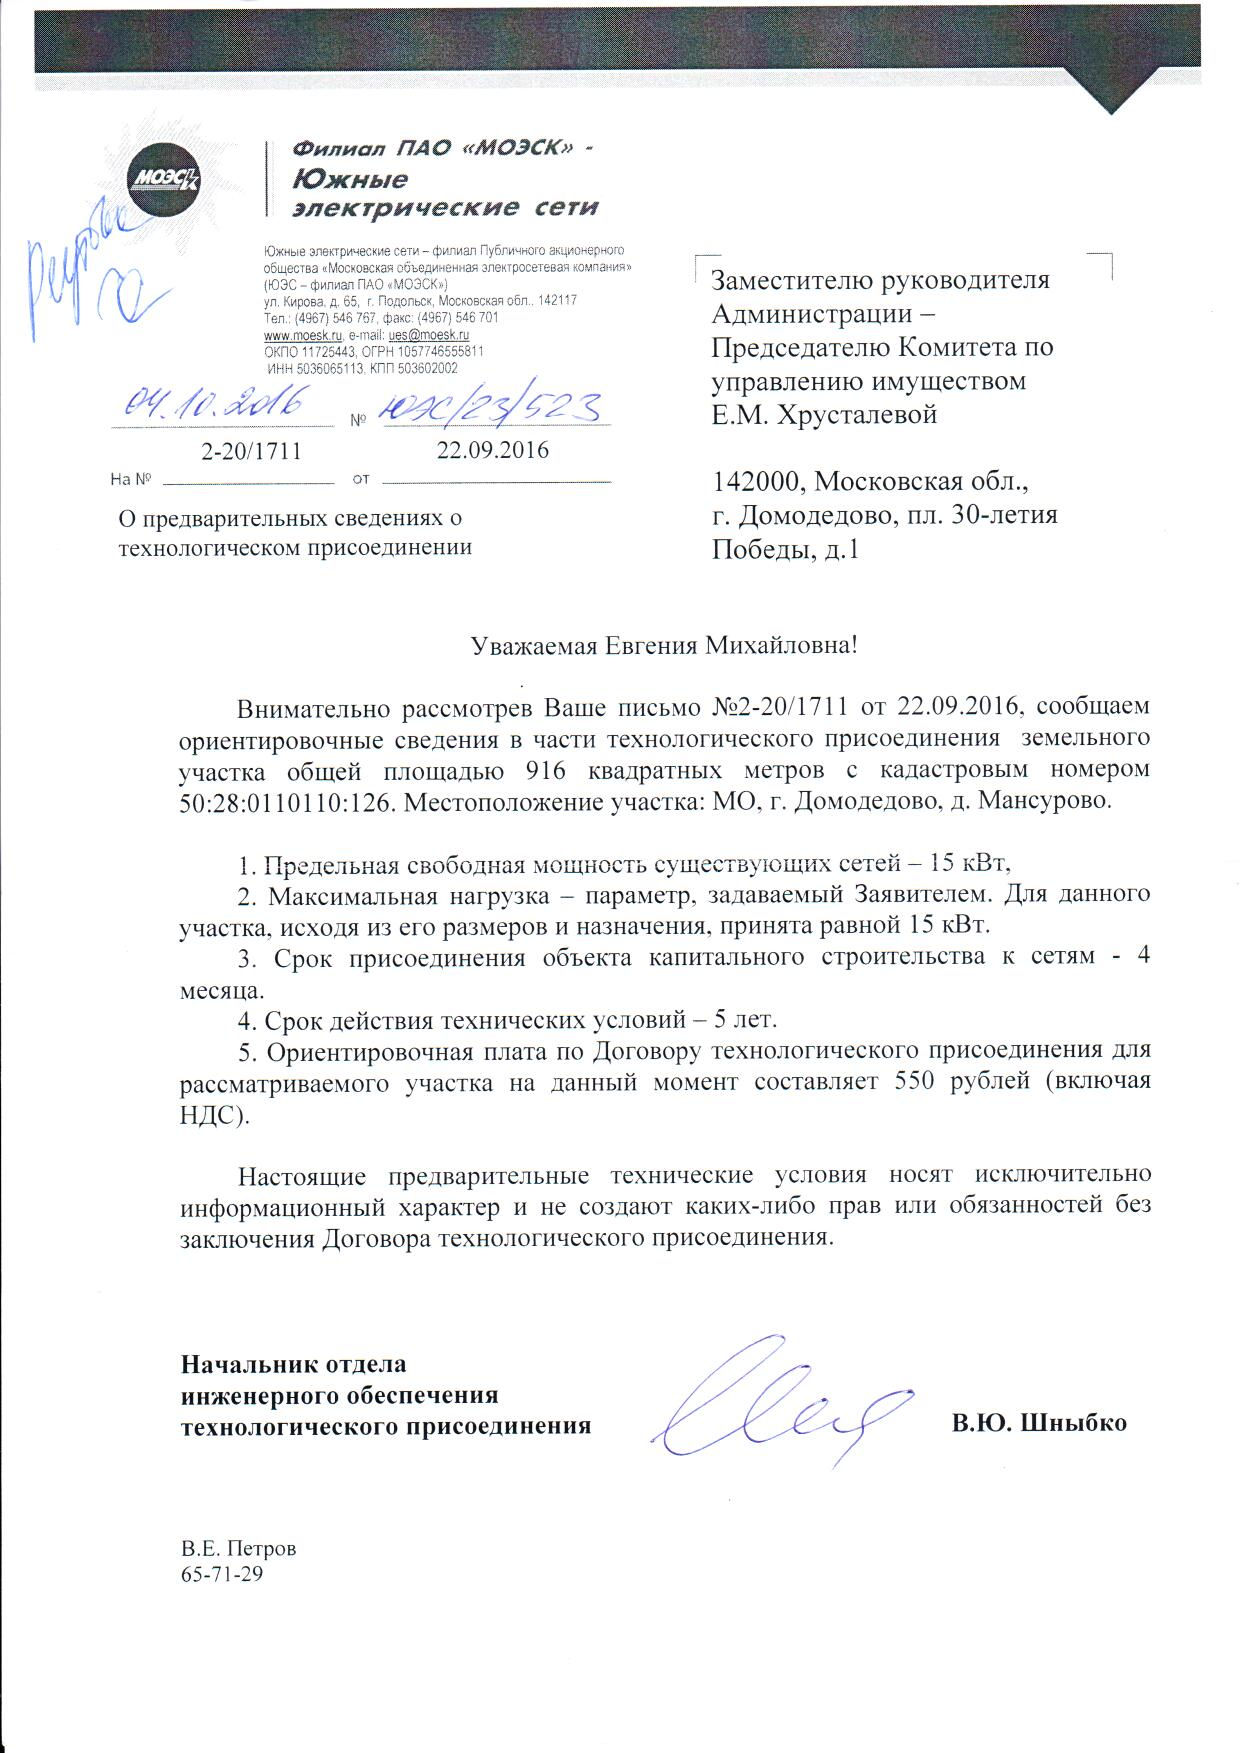 МОЭСК
Филиал ПАО «МОЭСК» -
Южные
электрические сети
Южные электрические сети – филиал Публичного акционерного
общества «Московская объединенная электросетевая компания»
(ЮЭС – филиал ПАО «МОЭСК»)
ул. Кирова, д. 65, г. Подольск, Московская обл., 142117
Тел.: (4967) 546 767, факс: (4967) 546 701
www.moesk.ru, e-mail: ues@moesk.ru
ОКПО 11725443, ОГРН 1057746555811
ИНН 5036065113, КПП 503602002
04.10.2016 № ЮЭС/23/523
2-20/1711 22.09.2016
На № от
О предварительных сведениях о
технологическом присоединении
Заместителю руководителя
Администрации –
Председателю Комитета по
управлению имуществом
Е.М. Хрусталевой
142000, Московская обл.,
г. Домодедово, пл. 30-летия
Победы, д.1
Уважаемая Евгения Михайловна!
Внимательно рассмотрев Ваше письмо №2-20/1711 от 22.09.2016, сообщаем
ориентировочные сведения в части технологического присоединения земельного
участка общей площадью 916 квадратных метров с кадастровым номером
50:28:0110110:126. Местоположение участка: МО, г. Домодедово, д. Мансурово.
1. Предельная свободная мощность существующих сетей – 15 кВт,
2. Максимальная нагрузка – параметр, задаваемый Заявителем. Для данного
участка, исходя из его размеров и назначения, принята равной 15 кВт.
3. Срок присоединения объекта капитального строительства к сетям - 4
месяца.
4. Срок действия технических условий – 5 лет.
5. Ориентировочная плата по Договору технологического присоединения для
рассматриваемого участка на данный момент составляет 550 рублей (включая
НДС).
Настоящие предварительные технические условия носят исключительно
информационный характер и не создают каких-либо прав или обязанностей без
заключения Договора технологического присоединения.
Начальник отдела
инженерного обеспечения
технологического присоединения В.Ю. Шныбко
В.Е. Петров
65-71-29